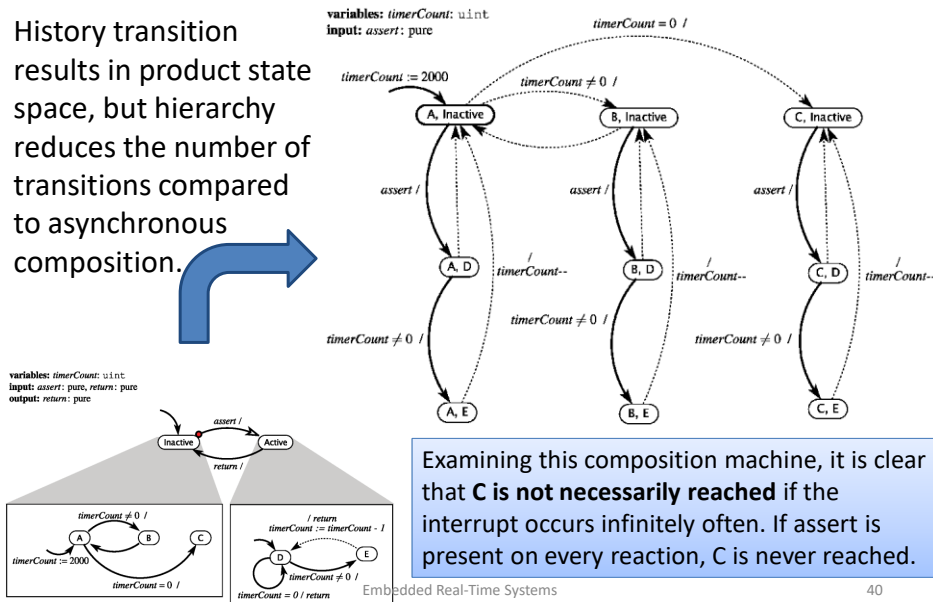 History transition
results in product state
space, but hierarchy
reduces the number of
transitions compared
to asynchronous
composition.
variables: timerCount: uint
input: assert: pure
timerCount = 0 /
timerCount := 2000
timerCount ≠ 0 /
A, Inactive
B, Inactive
C, Inactive
assert /
assert /
assert /
A, D
B, D
C, D
/
timerCount--
/
timerCount--
/
timerCount--
timerCount ≠ 0 /
timerCount ≠ 0 /
timerCount ≠ 0 /
A, E
B, E
C, E
variables: timerCount: uint
input: assert: pure, return: pure
output: return: pure
assert /
Inactive
Active
return /
timerCount ≠ 0 /
A
B
C
timerCount := 2000
timerCount = 0 /
/ return
timerCount := timerCount - 1
D
E
timerCount ≠ 0 /
timerCount = 0 / return
Examining this composition machine, it is clear
that C is not necessarily reached if the
interrupt occurs infinitely often. If assert is
present on every reaction, C is never reached.
Embedded Real-Time Systems
40